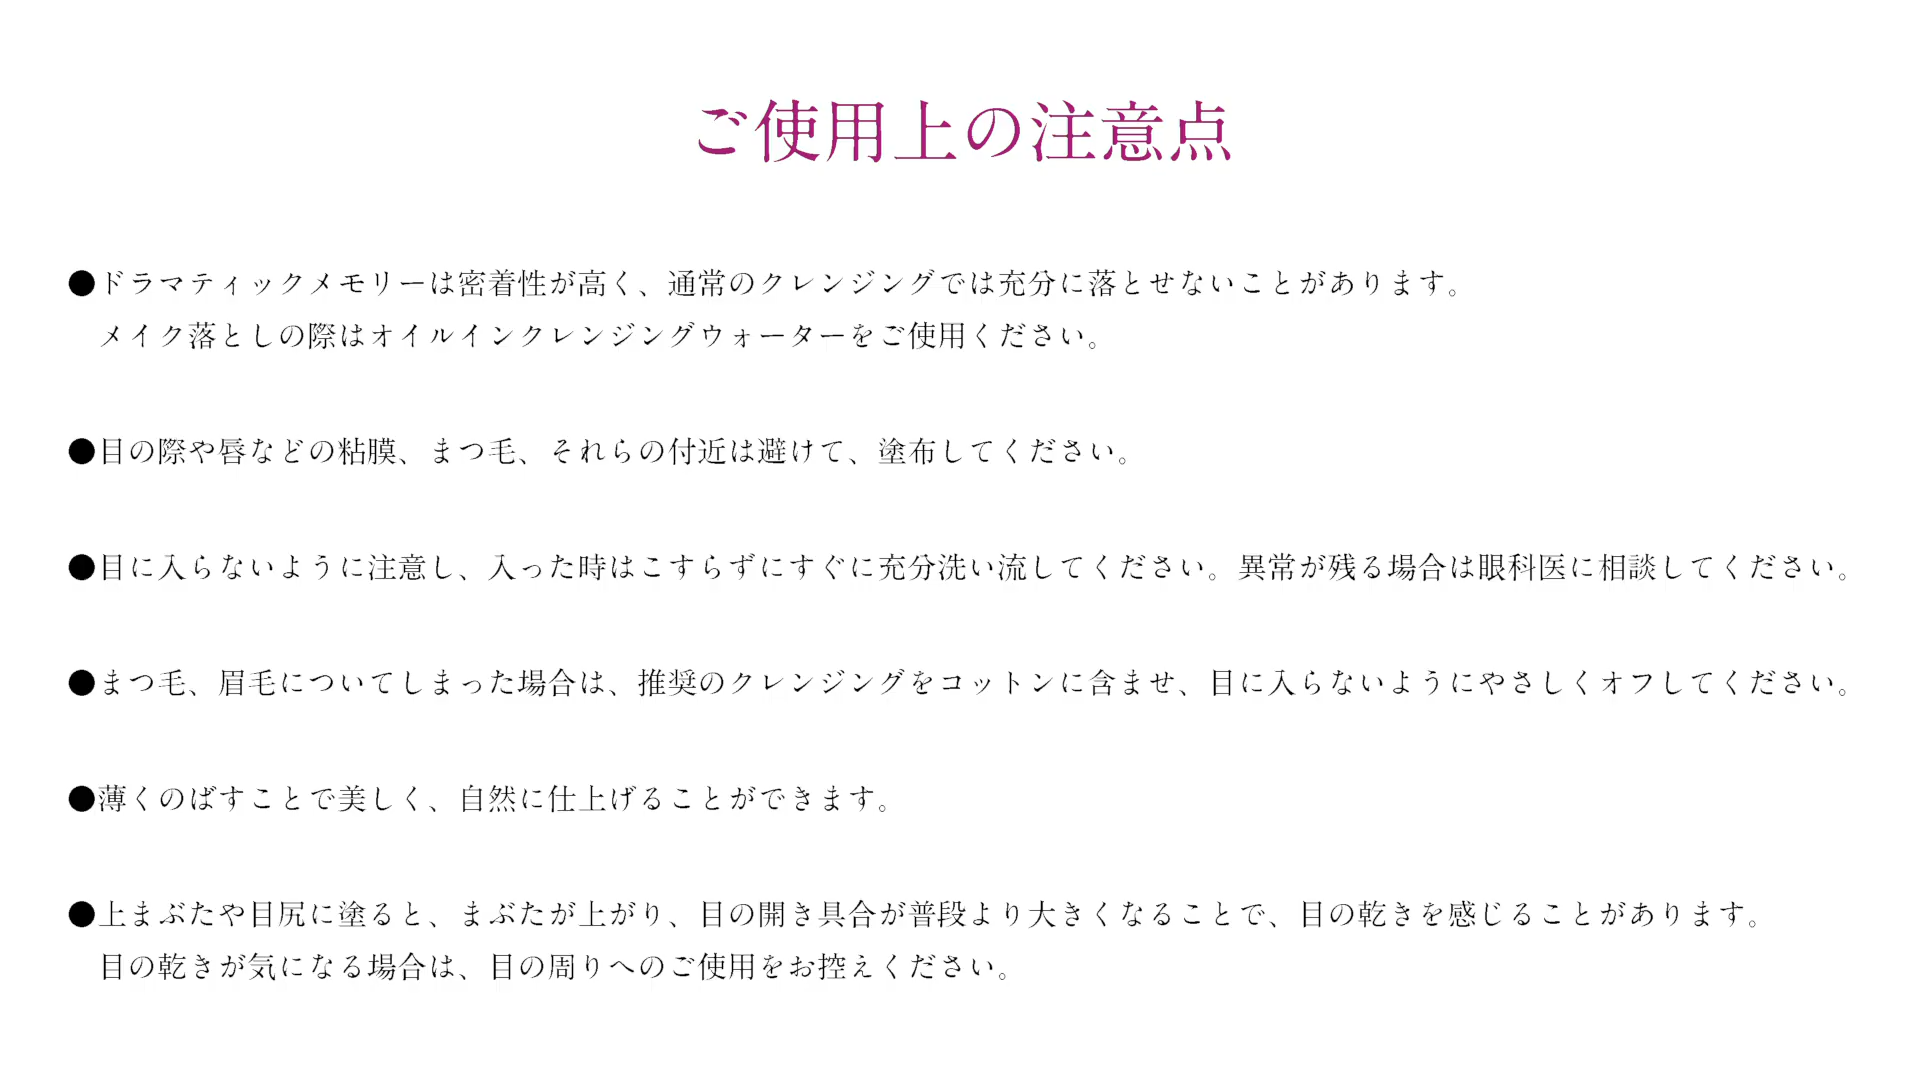 ご使用上の注意点
●ドラマティックメモリーは密着性が高く、通常のクレンジングでは充分に落とせないことがあります。
メイク落としの際はオイルインクレンジングウォーターをご使用ください。
●目の際や唇などの粘膜、まつ毛、それらの付近は避けて、塗布してください。
●目に入らないように注意し、入った時はこすらずにすぐに充分洗い流してください。異常が残る場合は眼科医に相談してください。
●まつ毛、眉毛についてしまった場合は、推奨のクレンジングをコットンに含ませ、目に入らないようにやさしくオフしてください。
●薄くのばすことで美しく、自然に仕上げることができます。
●上まぶたや目尻に塗ると、まぶたが上がり、目の開き具合が普段より大きくなることで、目の乾きを感じることがあります。
目の乾きが気になる場合は、目の周りへのご使用をお控えください。